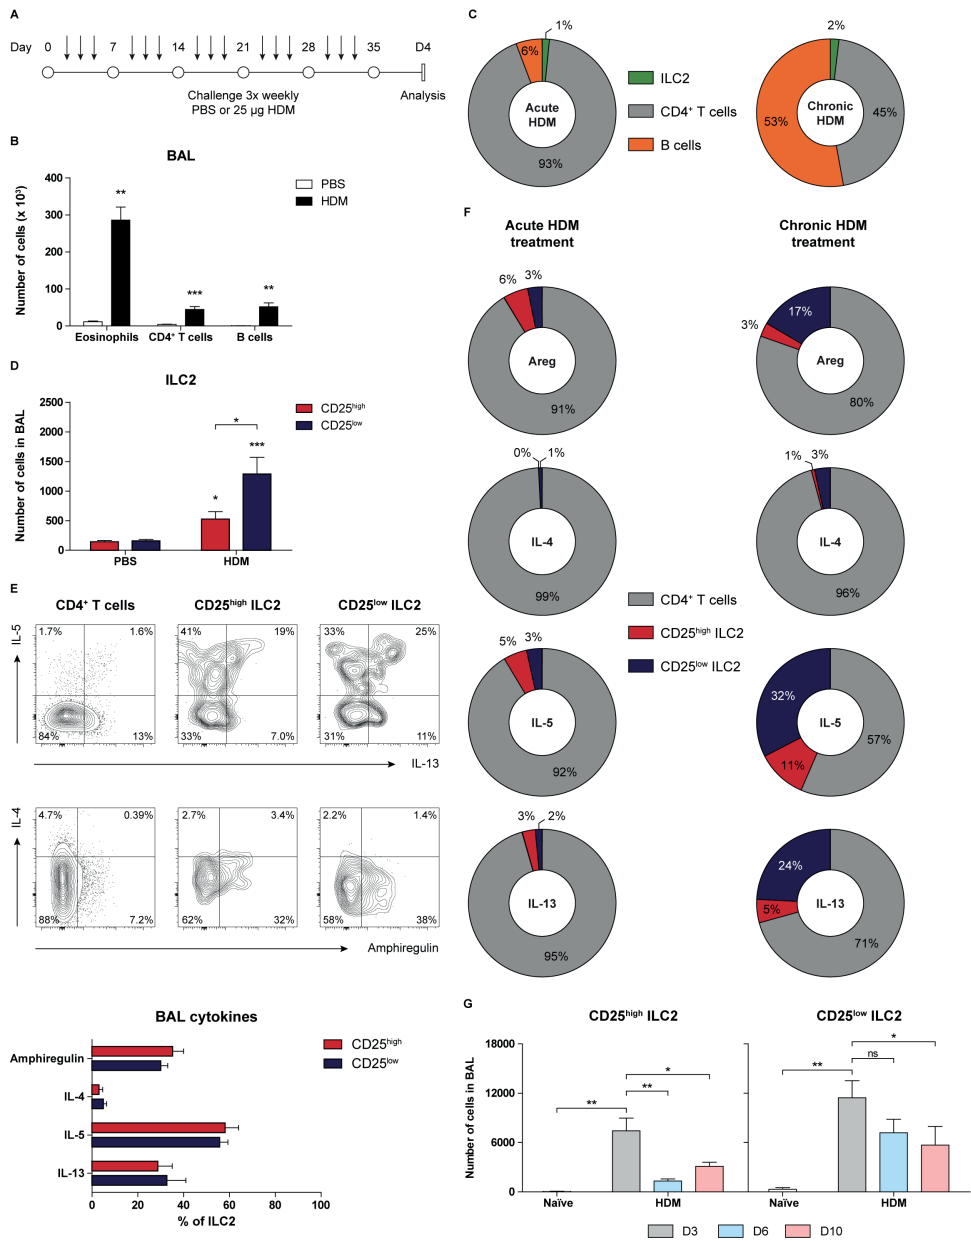 A
Day 0 7 14 21 28 35 D4
Challenge 3x weekly
PBS or 25 µg HDM
Analysis
B
BAL
Number of cells (x 10³)
400
300
200
100
0
** *** **
PBS
HDM
Eosinophils CD4⁺ T cells B cells
C
1%
6%
Acute
HDM
93%
ILC2
CD4⁺ T cells
B cells
2%
53%
Chronic
HDM
45%
D
ILC2
Number of cells in BAL
2500
2000
1500
1000
500
0
* * ***
CD25ʰⁱᵍʰ
CD25ˡᵒʷ
PBS HDM
E
CD4⁺ T cells CD25ʰⁱᵍʰ ILC2 CD25ˡᵒʷ ILC2
IL-5
1.7% 1.6% 41% 19% 33% 25%
84% 13% 33% 7.0% 31% 11%
IL-13
IL-4
4.7% 0.39% 2.7% 3.4% 2.2% 1.4%
88% 7.2% 62% 32% 58% 38%
Amphiregulin
BAL cytokines
Amphiregulin
IL-4
IL-5
IL-13
CD25ʰⁱᵍʰ
CD25ˡᵒʷ
0 20 40 60 80 100
% of ILC2
F
Acute HDM
treatment
Chronic HDM
treatment
6% 3%
Areg
91%
17%
3%
Areg
80%
0% 1%
IL-4
99%
1% 3%
IL-4
96%
CD4⁺ T cells
CD25ʰⁱᵍʰ ILC2
CD25ˡᵒʷ ILC2
5% 3%
IL-5
92%
32%
IL-5
57%
11%
3% 2%
IL-13
95%
24%
5%
IL-13
71%
G
CD25ʰⁱᵍʰ ILC2 CD25ˡᵒʷ ILC2
Number of cells in BAL
18000
12000
6000
0
** ** *
** ns *
Naïve HDM Naïve HDM
D3 D6 D10